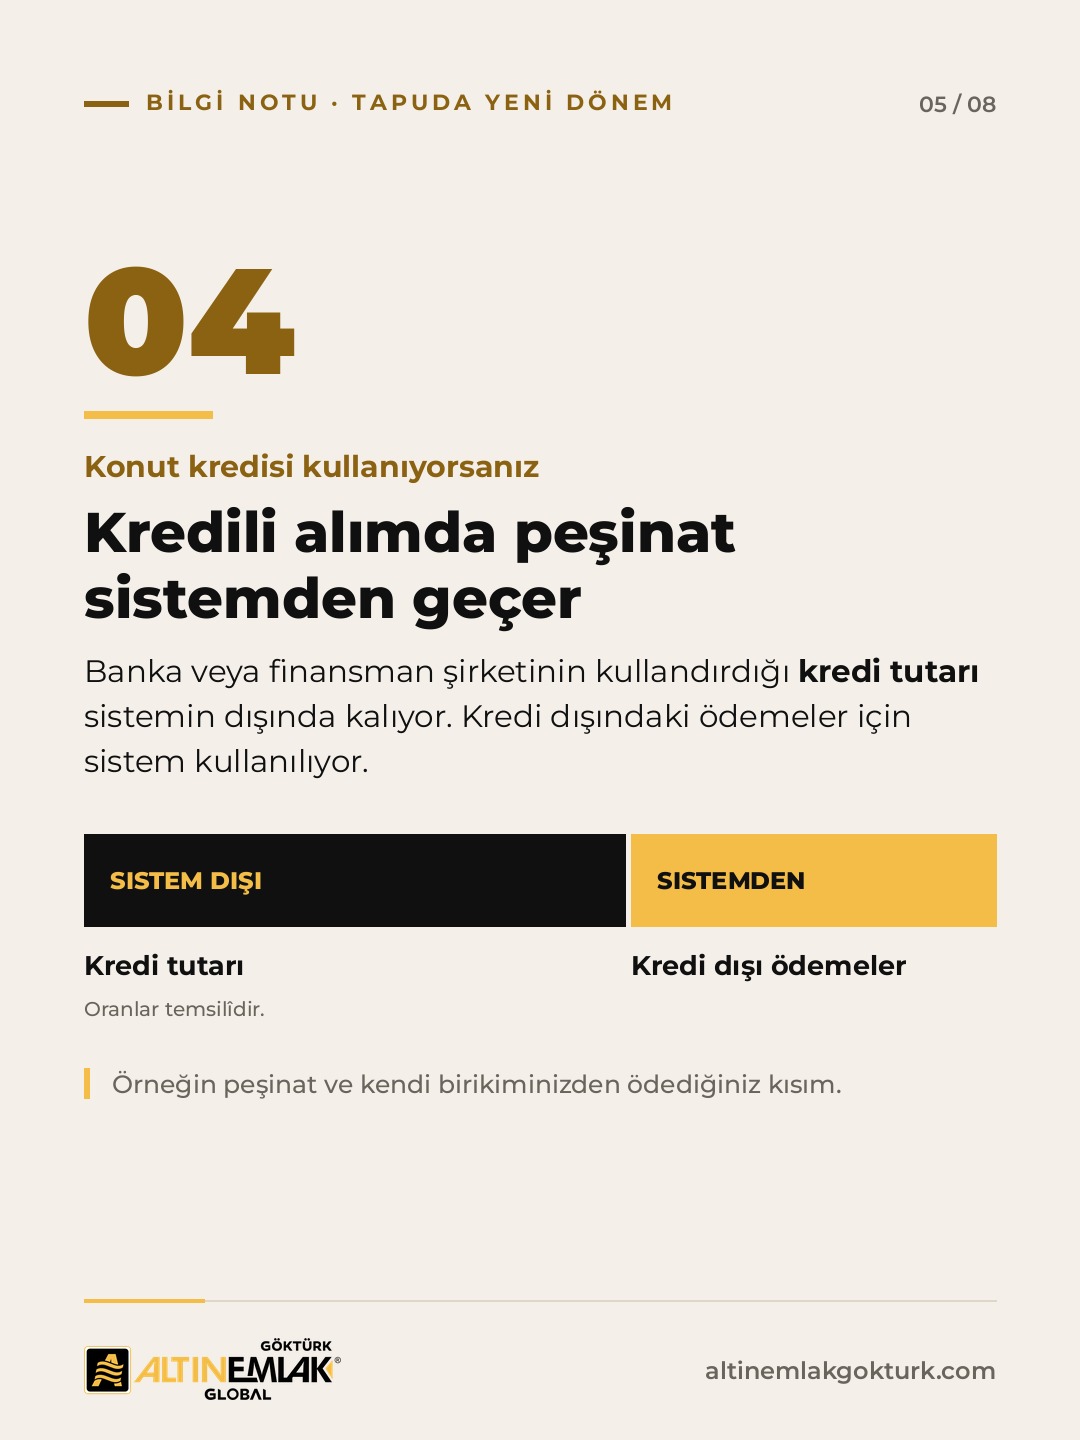 BİLGİ NOTU · TAPUDA YENİ DÖNEM
05 / 08
04
Konut kredisi kullanıyorsanız
Kredili alımda peşinat
sistemden geçer
Banka veya finansman şirketinin kullandırdığı kredi tutarı
sistemin dışında kalıyor. Kredi dışındaki ödemeler için
sistem kullanılıyor.
SISTEM DIŞI
SISTEMDEN
Kredi tutarı
Kredi dışı ödemeler
Oranlar temsilîdir.
Örneğin peşinat ve kendi birikiminizden ödediğiniz kısım.
GÖKTÜRK
ALTINEMLAK®
GLOBAL
altinemlakgokturk.com